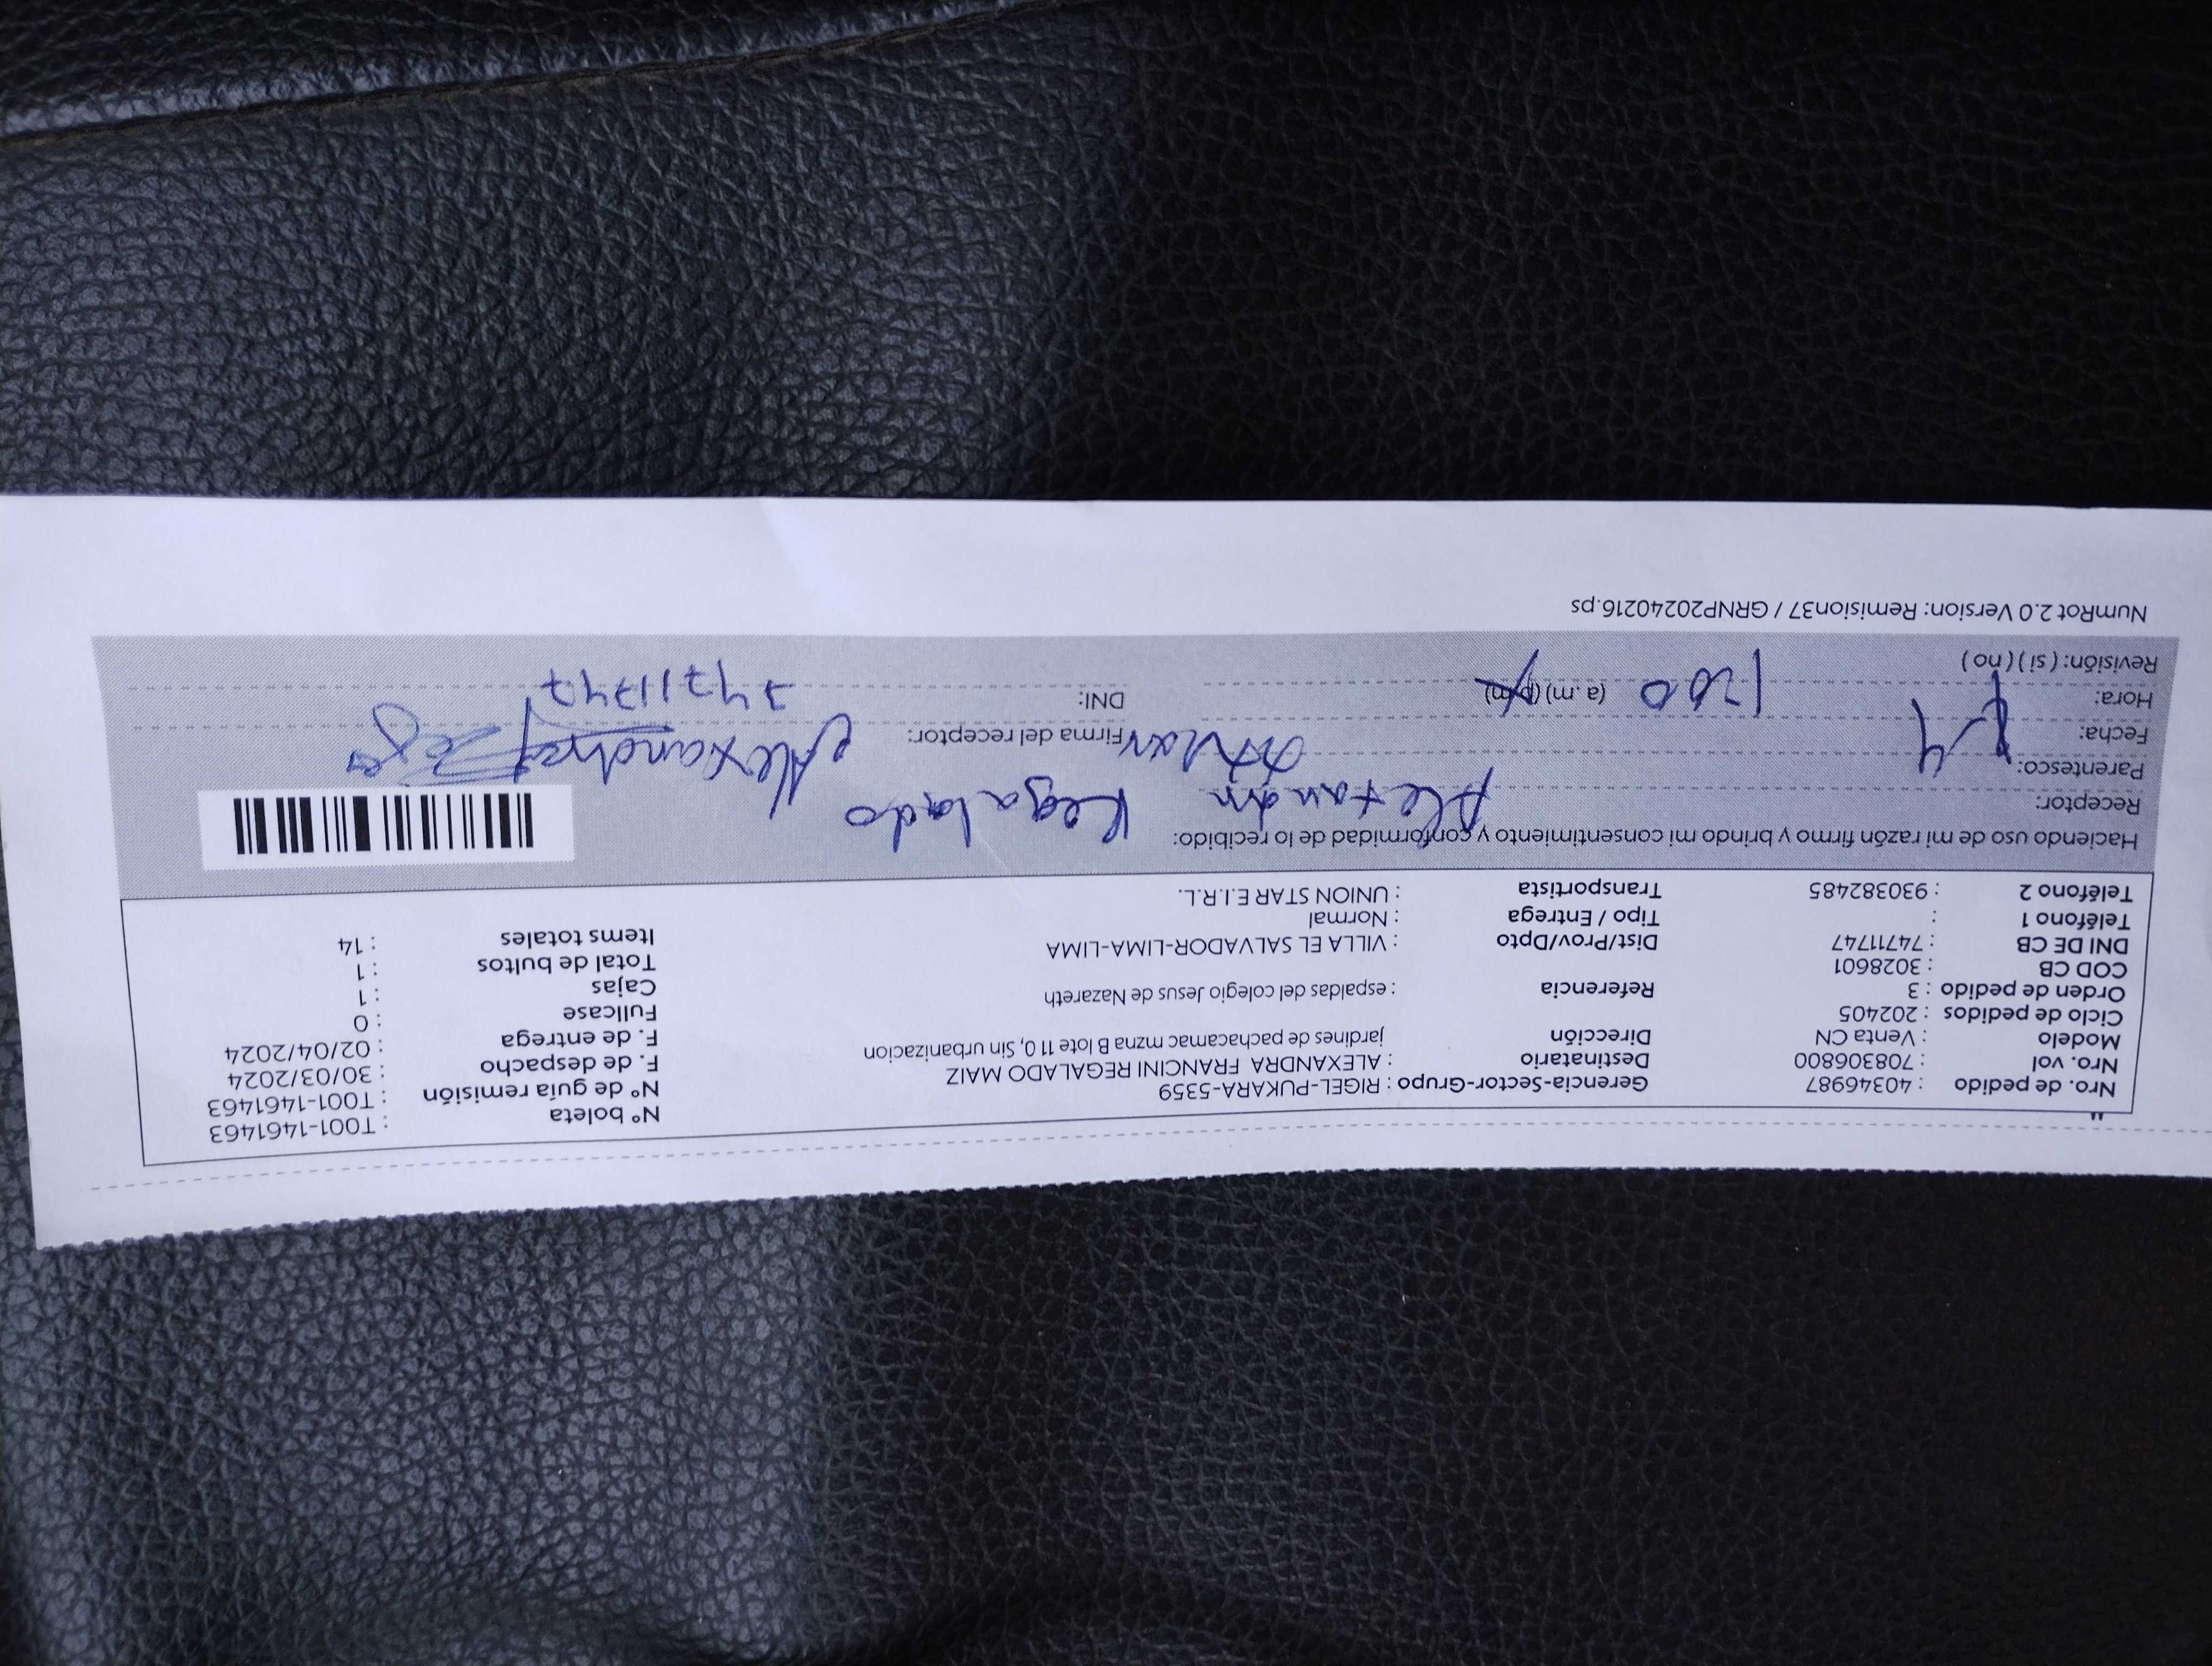 Nro. de pedido : 40346987 Gerencia-Sector-Grupo : RIGEL-PUKARA-5359 N° boleta : T001-1461463
Nro. vol : 708306800 Destinatario : ALEXANDRA FRANCINI REGALADO MAIZ N° de guía remisión : T001-1461463
Modelo : Venta CN Dirección jardines de pachacamac mzna B lote 11 0, Sin urbanizacion F. de despacho : 30/03/2024
Ciclo de pedidos : 202405 F. de entrega : 02/04/2024
Orden de pedido : 3 Referencia : espaldas del colegio Jesus de Nazareth Fullcase : 0
COD CB : 3028601 Cajas : 1
DNI DE CB : 74711747 Dist/Prov/Dpto : VILLA EL SALVADOR-LIMA-LIMA Total de bultos : 1
Teléfono 1 : Tipo / Entrega : Normal Items totales : 14
Teléfono 2 : 930382485 Transportista : UNION STAR E.I.R.L.
Haciendo uso de mi razón firmo y brindo mi consentimiento y conformidad de lo recibido:
Receptor: Alexandra Regalado
Parentesco: Titular
Fecha: Firma del receptor: Alexandra
Hora: 1200 (a.m) (p.m) DNI: 74711747
Revisión: ( si ) ( no )
NumRot 2.0 Version: Remision37 / GRNP20240216.ps